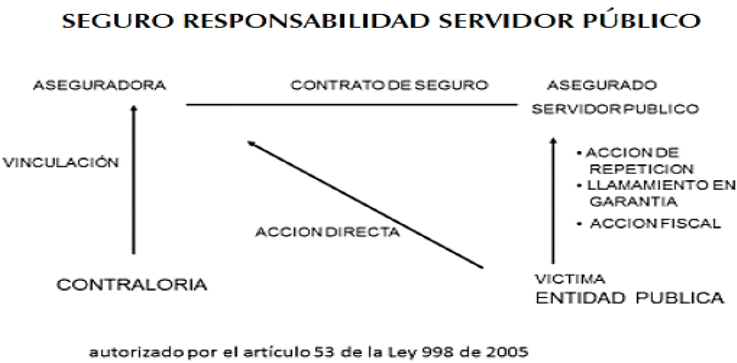 SEGURO RESPONSABILIDAD SERVIDOR PÚBLICO
ASEGURADORA
CONTRATO DE SEGURO
ASEGURADO
SERVIDOR PUBLICO
VINCULACIÓN
• ACCION DE
REPETICION
• LLAMAMIENTO EN
GARANTIA
• ACCION FISCAL
ACCION DIRECTA
CONTRALORIA
VICTIMA
ENTIDAD PUBLICA
autorizado por el artículo 53 de la Ley 998 de 2005